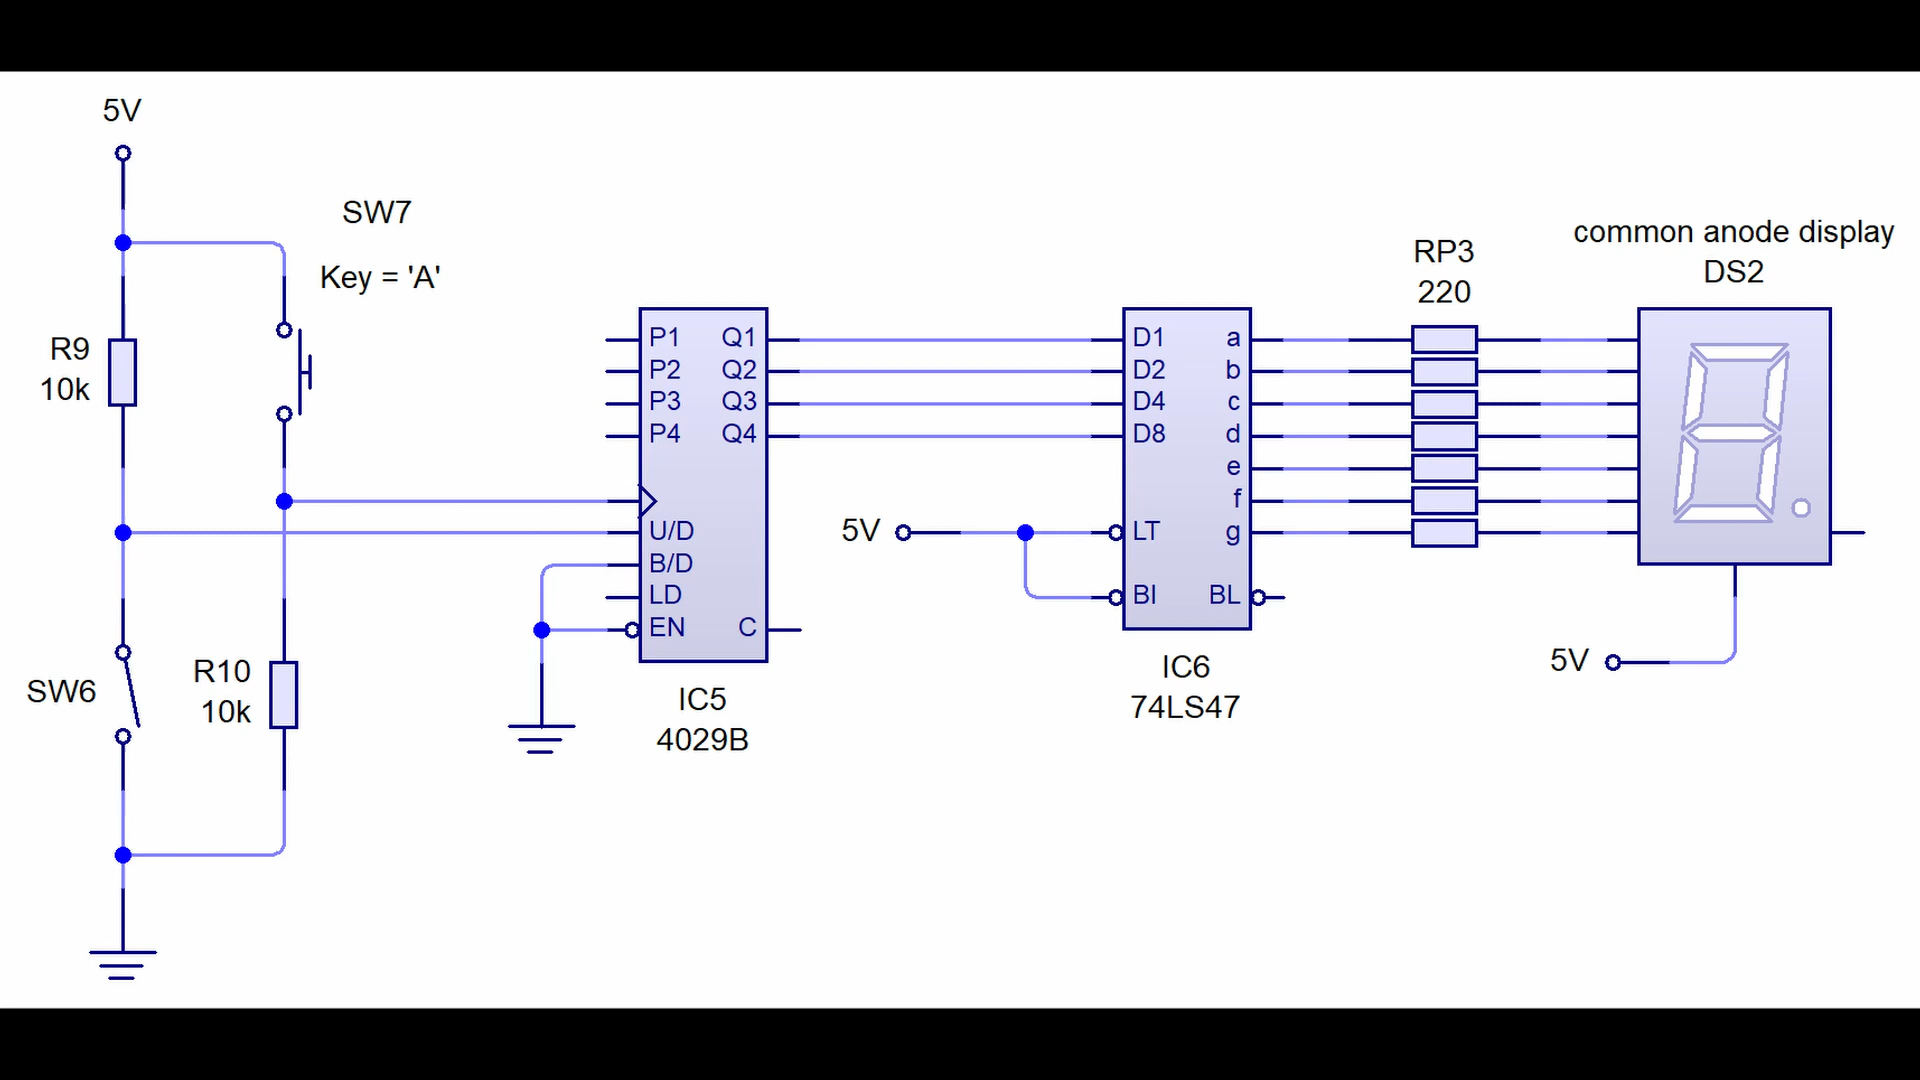 5V
SW7
Key = 'A'
R9
10k
SW6
R10
10k
P1 Q1
P2 Q2
P3 Q3
P4 Q4
U/D
B/D
LD
EN C
IC5
4029B
5V
D1 a
D2 b
D4 c
D8 d
e
f
LT g
BI BL
IC6
74LS47
RP3
220
common anode display
DS2
5V